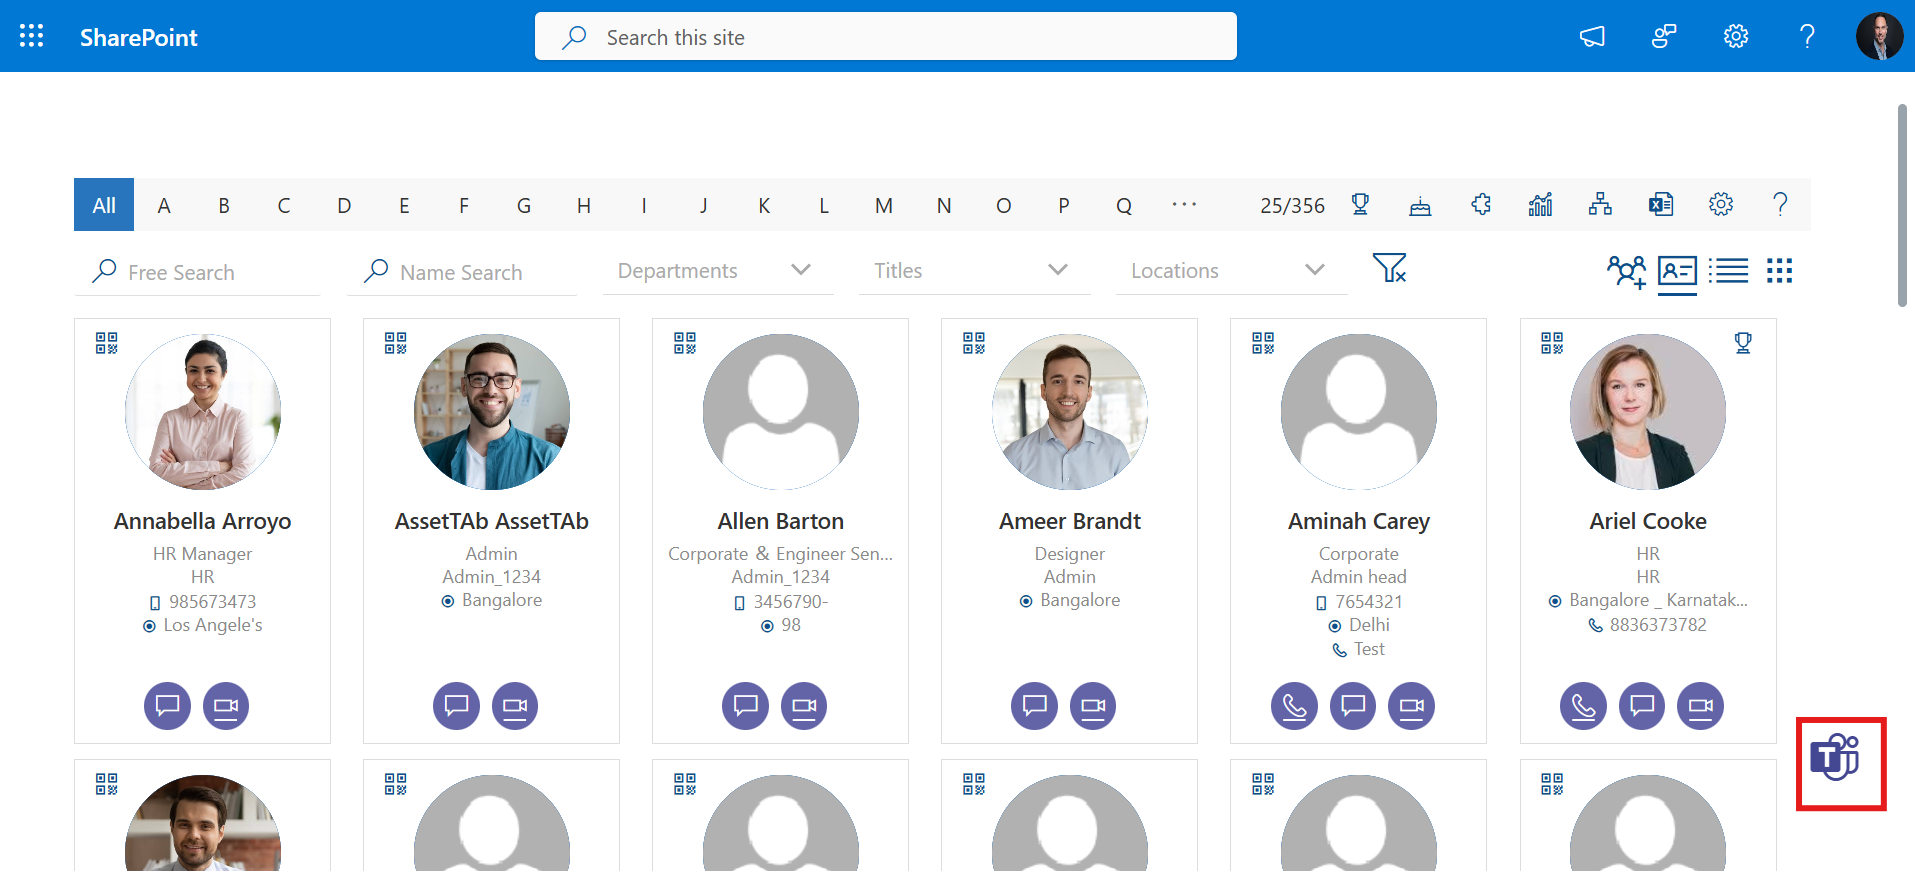 SharePoint
Search this site
All A B C D E F G H I J K L M N O P Q ... 25/356
Free Search Name Search Departments Titles Locations
Annabella Arroyo
HR Manager
HR
985673473
Los Angele's
AssetTAb AssetTAb
Admin
Admin_1234
Bangalore
Allen Barton
Corporate & Engineer Sen...
Admin_1234
3456790-
98
Ameer Brandt
Designer
Admin
Bangalore
Aminah Carey
Corporate
Admin head
7654321
Delhi
Test
Ariel Cooke
HR
HR
Bangalore _ Karnatak...
8836373782
T